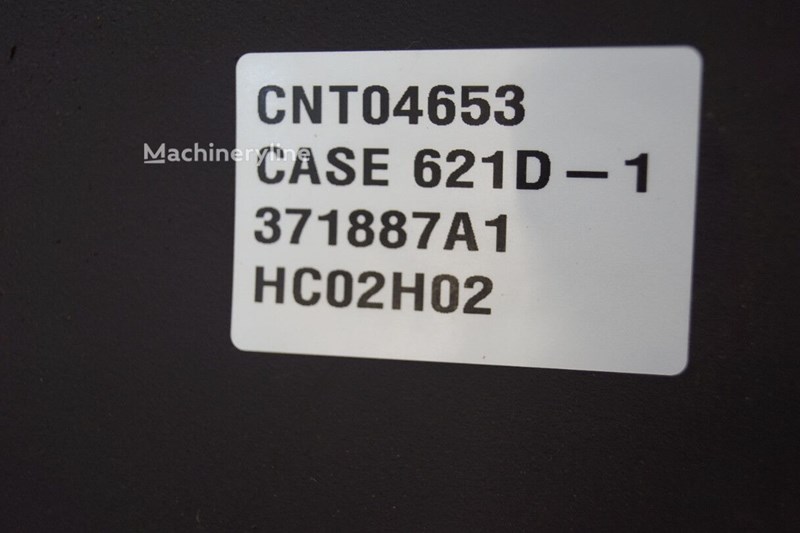 CNT04653
Machineryline
CASE 621D-1
371887A1
HC02H02